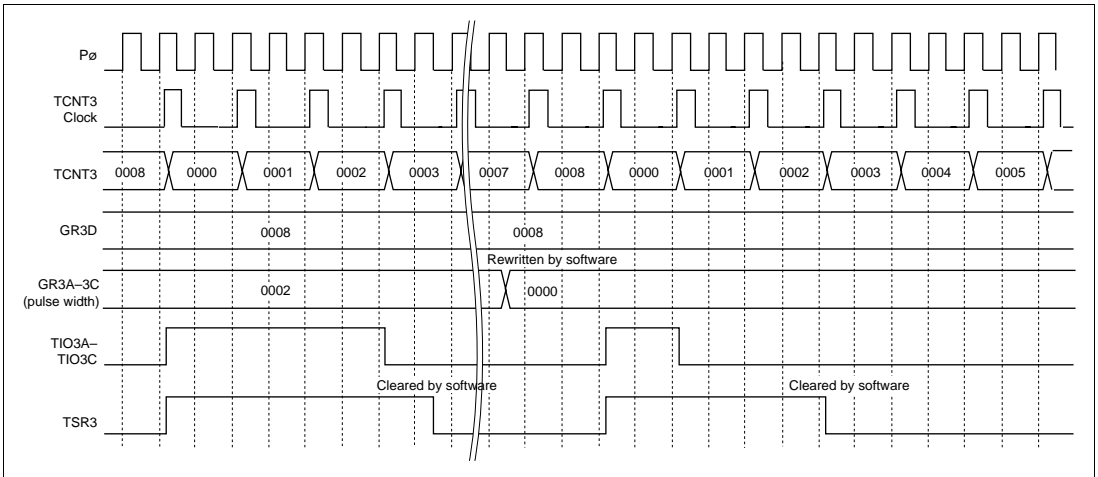 Pø
TCNT3
Clock
TCNT3
0008 0000 0001 0002 0003 0007 0008 0000 0001 0002 0003 0004 0005
GR3D
0008 0008
Rewritten by software
GR3A–3C
(pulse width)
0002 0000
TIO3A–
TIO3C
Cleared by software Cleared by software
TSR3